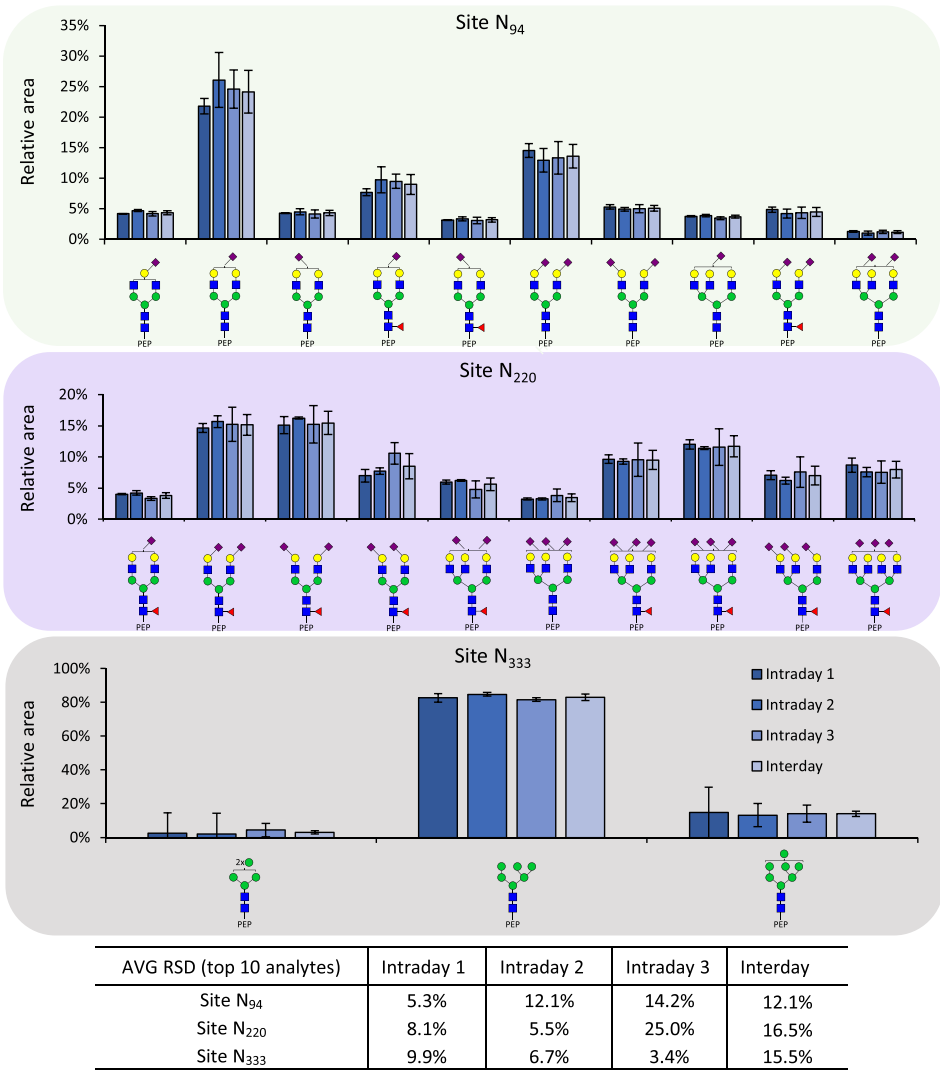 Site N94
Relative area
35%
30%
25%
20%
15%
10%
5%
0%
PEP PEP PEP PEP PEP PEP PEP PEP PEP PEP
Site N220
Relative area
20%
15%
10%
5%
0%
PEP PEP PEP PEP PEP PEP PEP PEP PEP PEP
Site N333
Relative area
100%
80%
60%
40%
20%
0%
Intraday 1
Intraday 2
Intraday 3
Interday
2x
PEP PEP PEP
AVG RSD (top 10 analytes) Intraday 1 Intraday 2 Intraday 3 Interday
Site N94 5.3% 12.1% 14.2% 12.1%
Site N220 8.1% 5.5% 25.0% 16.5%
Site N333 9.9% 6.7% 3.4% 15.5%